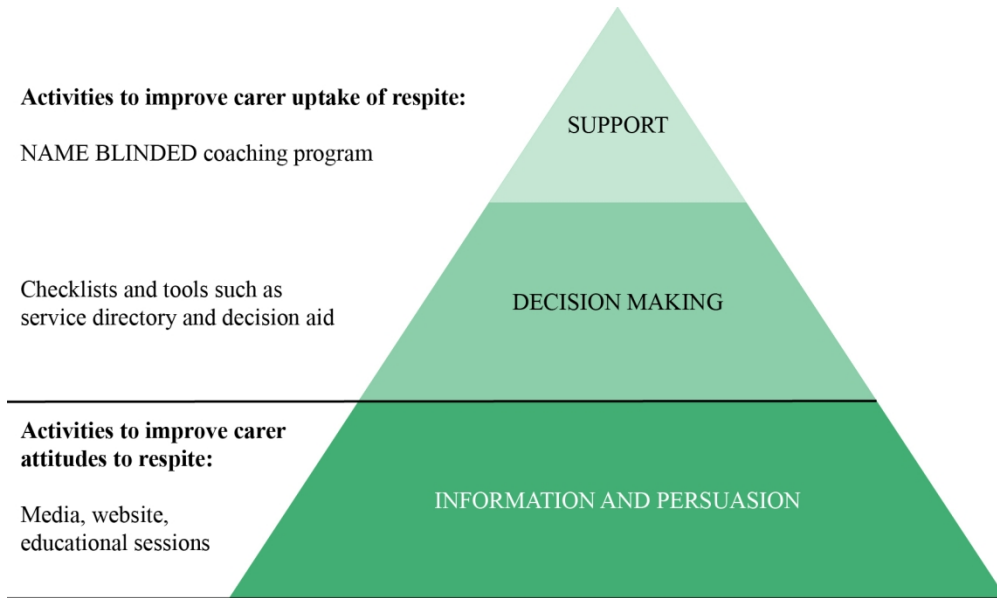 Activities to improve carer uptake of respite:
SUPPORT
NAME BLINDED coaching program
Checklists and tools such as
service directory and decision aid
DECISION MAKING
Activities to improve carer
attitudes to respite:
INFORMATION AND PERSUASION
Media, website,
educational sessions